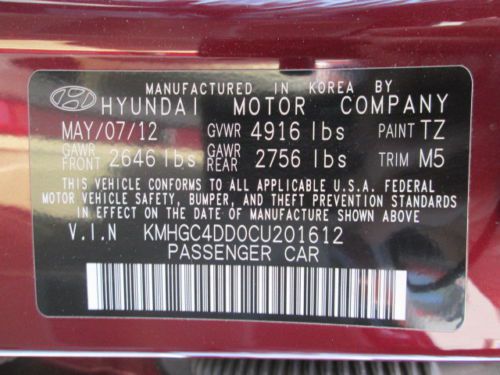 MANUFACTURED IN KOREA BY
HYUNDAI MOTOR COMPANY
MAY/07/12 GVWR 4916 lbs PAINT TZ
GAWR FRONT 2646 lbs GAWR REAR 2756 lbs TRIM M5
THIS VEHICLE CONFORMS TO ALL APPLICABLE U.S.A. FEDERAL
MOTOR VEHICLE SAFETY, BUMPER, AND THEFT PREVENTION STANDARDS
IN EFFECT ON THE DATE OF MANUFACTURE SHOWN ABOVE.
V.I.N KMHGC4DD0CU201612
PASSENGER CAR